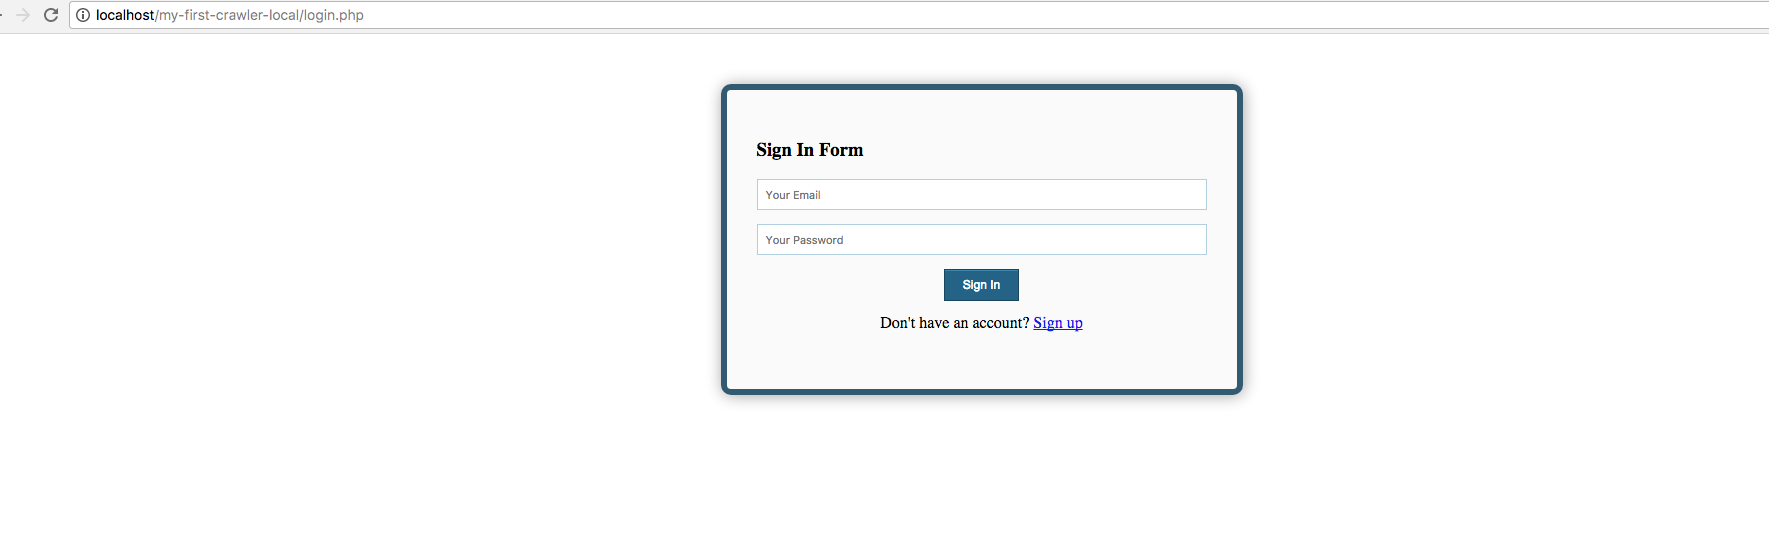 localhost/my-first-crawler-local/login.php
Sign In Form
Your Email
Your Password
Sign In
Don't have an account? Sign up